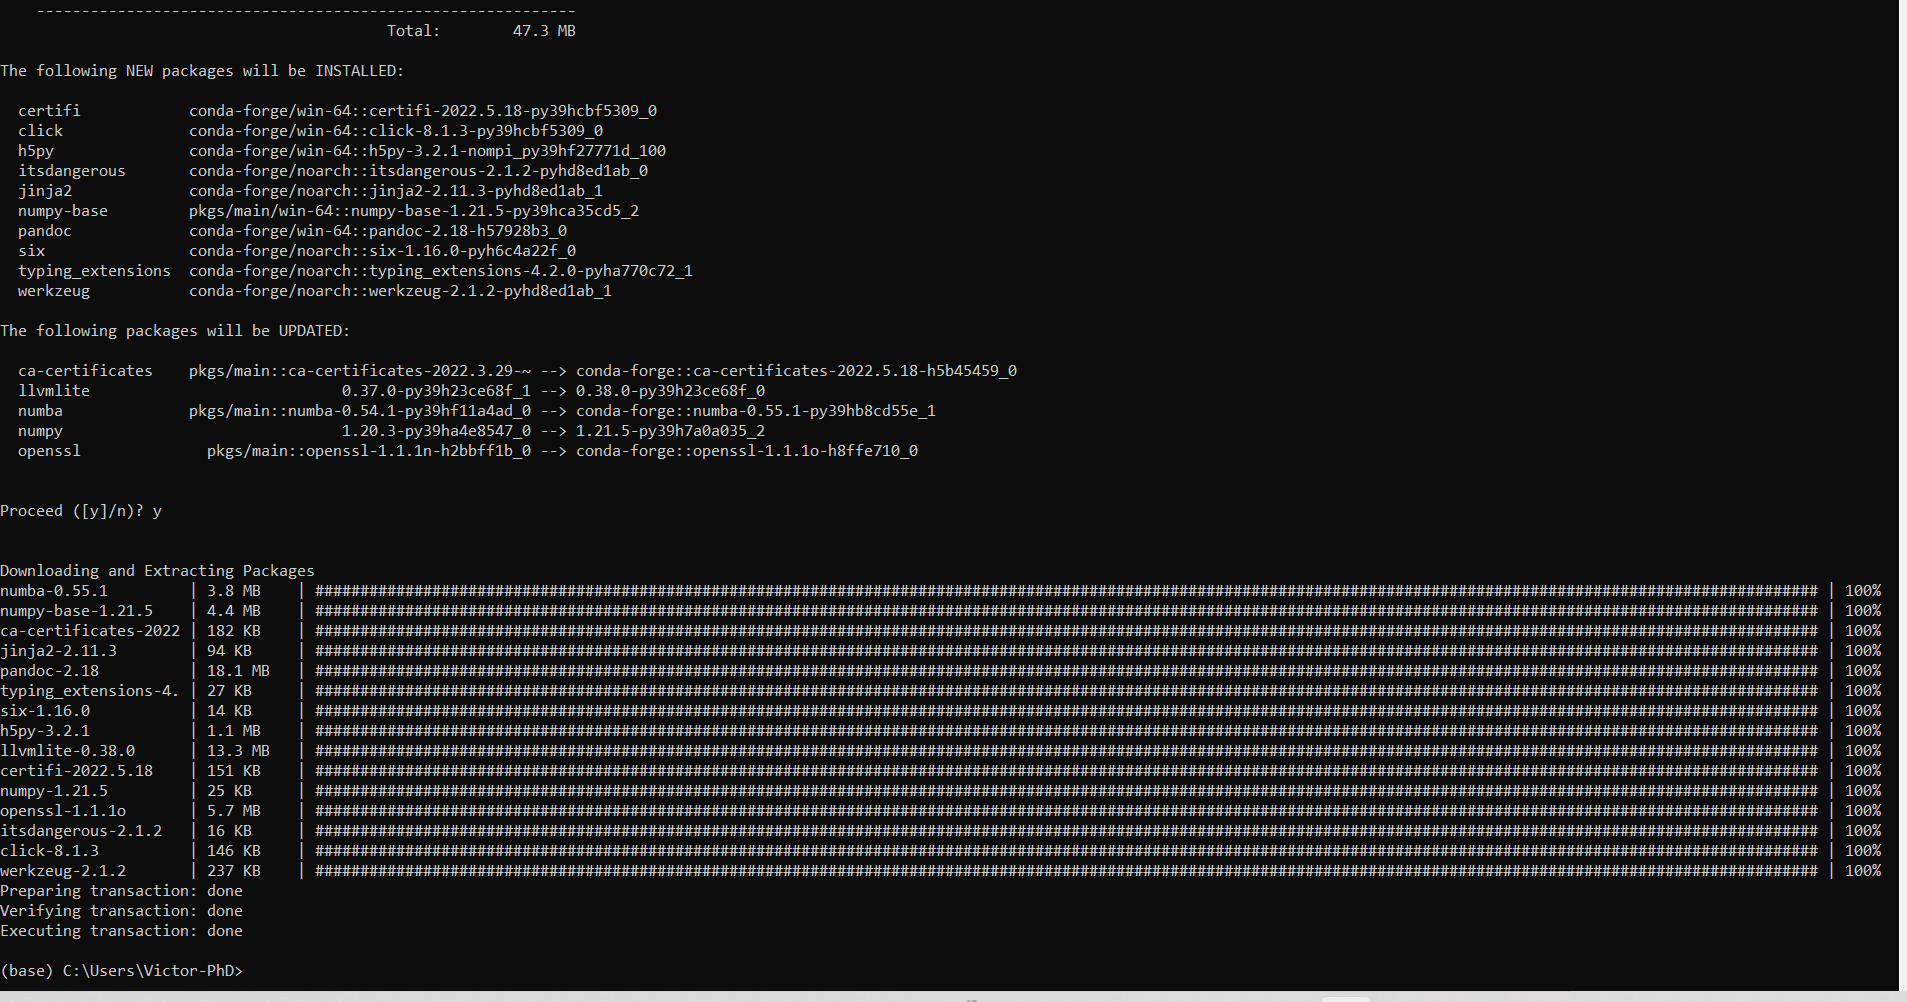 ------------------------------------------------------------
Total: 47.3 MB
The following NEW packages will be INSTALLED:
certifi conda-forge/win-64::certifi-2022.5.18-py39hcbf5309_0
click conda-forge/win-64::click-8.1.3-py39hcbf5309_0
h5py conda-forge/win-64::h5py-3.2.1-nompi_py39hf27771d_100
itsdangerous conda-forge/noarch::itsdangerous-2.1.2-pyhd8ed1ab_0
jinja2 conda-forge/noarch::jinja2-2.11.3-pyhd8ed1ab_1
numpy-base pkgs/main/win-64::numpy-base-1.21.5-py39hca35cd5_2
pandoc conda-forge/win-64::pandoc-2.18-h57928b3_0
six conda-forge/noarch::six-1.16.0-pyh6c4a22f_0
typing_extensions conda-forge/noarch::typing_extensions-4.2.0-pyha770c72_1
werkzeug conda-forge/noarch::werkzeug-2.1.2-pyhd8ed1ab_1
The following packages will be UPDATED:
ca-certificates pkgs/main::ca-certificates-2022.3.29-~ --> conda-forge::ca-certificates-2022.5.18-h5b45459_0
llvmlite 0.37.0-py39h23ce68f_1 --> 0.38.0-py39h23ce68f_0
numba pkgs/main::numba-0.54.1-py39hf11a4ad_0 --> conda-forge::numba-0.55.1-py39hb8cd55e_1
numpy 1.20.3-py39ha4e8547_0 --> 1.21.5-py39h7a0a035_2
openssl pkgs/main::openssl-1.1.1n-h2bbff1b_0 --> conda-forge::openssl-1.1.1o-h8ffe710_0
Proceed ([y]/n)? y
Downloading and Extracting Packages
numba-0.55.1 | 3.8 MB | ############################################################ | 100%
numpy-base-1.21.5 | 4.4 MB | ############################################################ | 100%
ca-certificates-2022 | 182 KB | ############################################################ | 100%
jinja2-2.11.3 | 94 KB | ############################################################ | 100%
pandoc-2.18 | 18.1 MB | ############################################################ | 100%
typing_extensions-4. | 27 KB | ############################################################ | 100%
six-1.16.0 | 14 KB | ############################################################ | 100%
h5py-3.2.1 | 1.1 MB | ############################################################ | 100%
llvmlite-0.38.0 | 13.3 MB | ############################################################ | 100%
certifi-2022.5.18 | 151 KB | ############################################################ | 100%
numpy-1.21.5 | 25 KB | ############################################################ | 100%
openssl-1.1.1o | 5.7 MB | ############################################################ | 100%
itsdangerous-2.1.2 | 16 KB | ############################################################ | 100%
click-8.1.3 | 146 KB | ############################################################ | 100%
werkzeug-2.1.2 | 237 KB | ############################################################ | 100%
Preparing transaction: done
Verifying transaction: done
Executing transaction: done
(base) C:\Users\Victor-PhD>